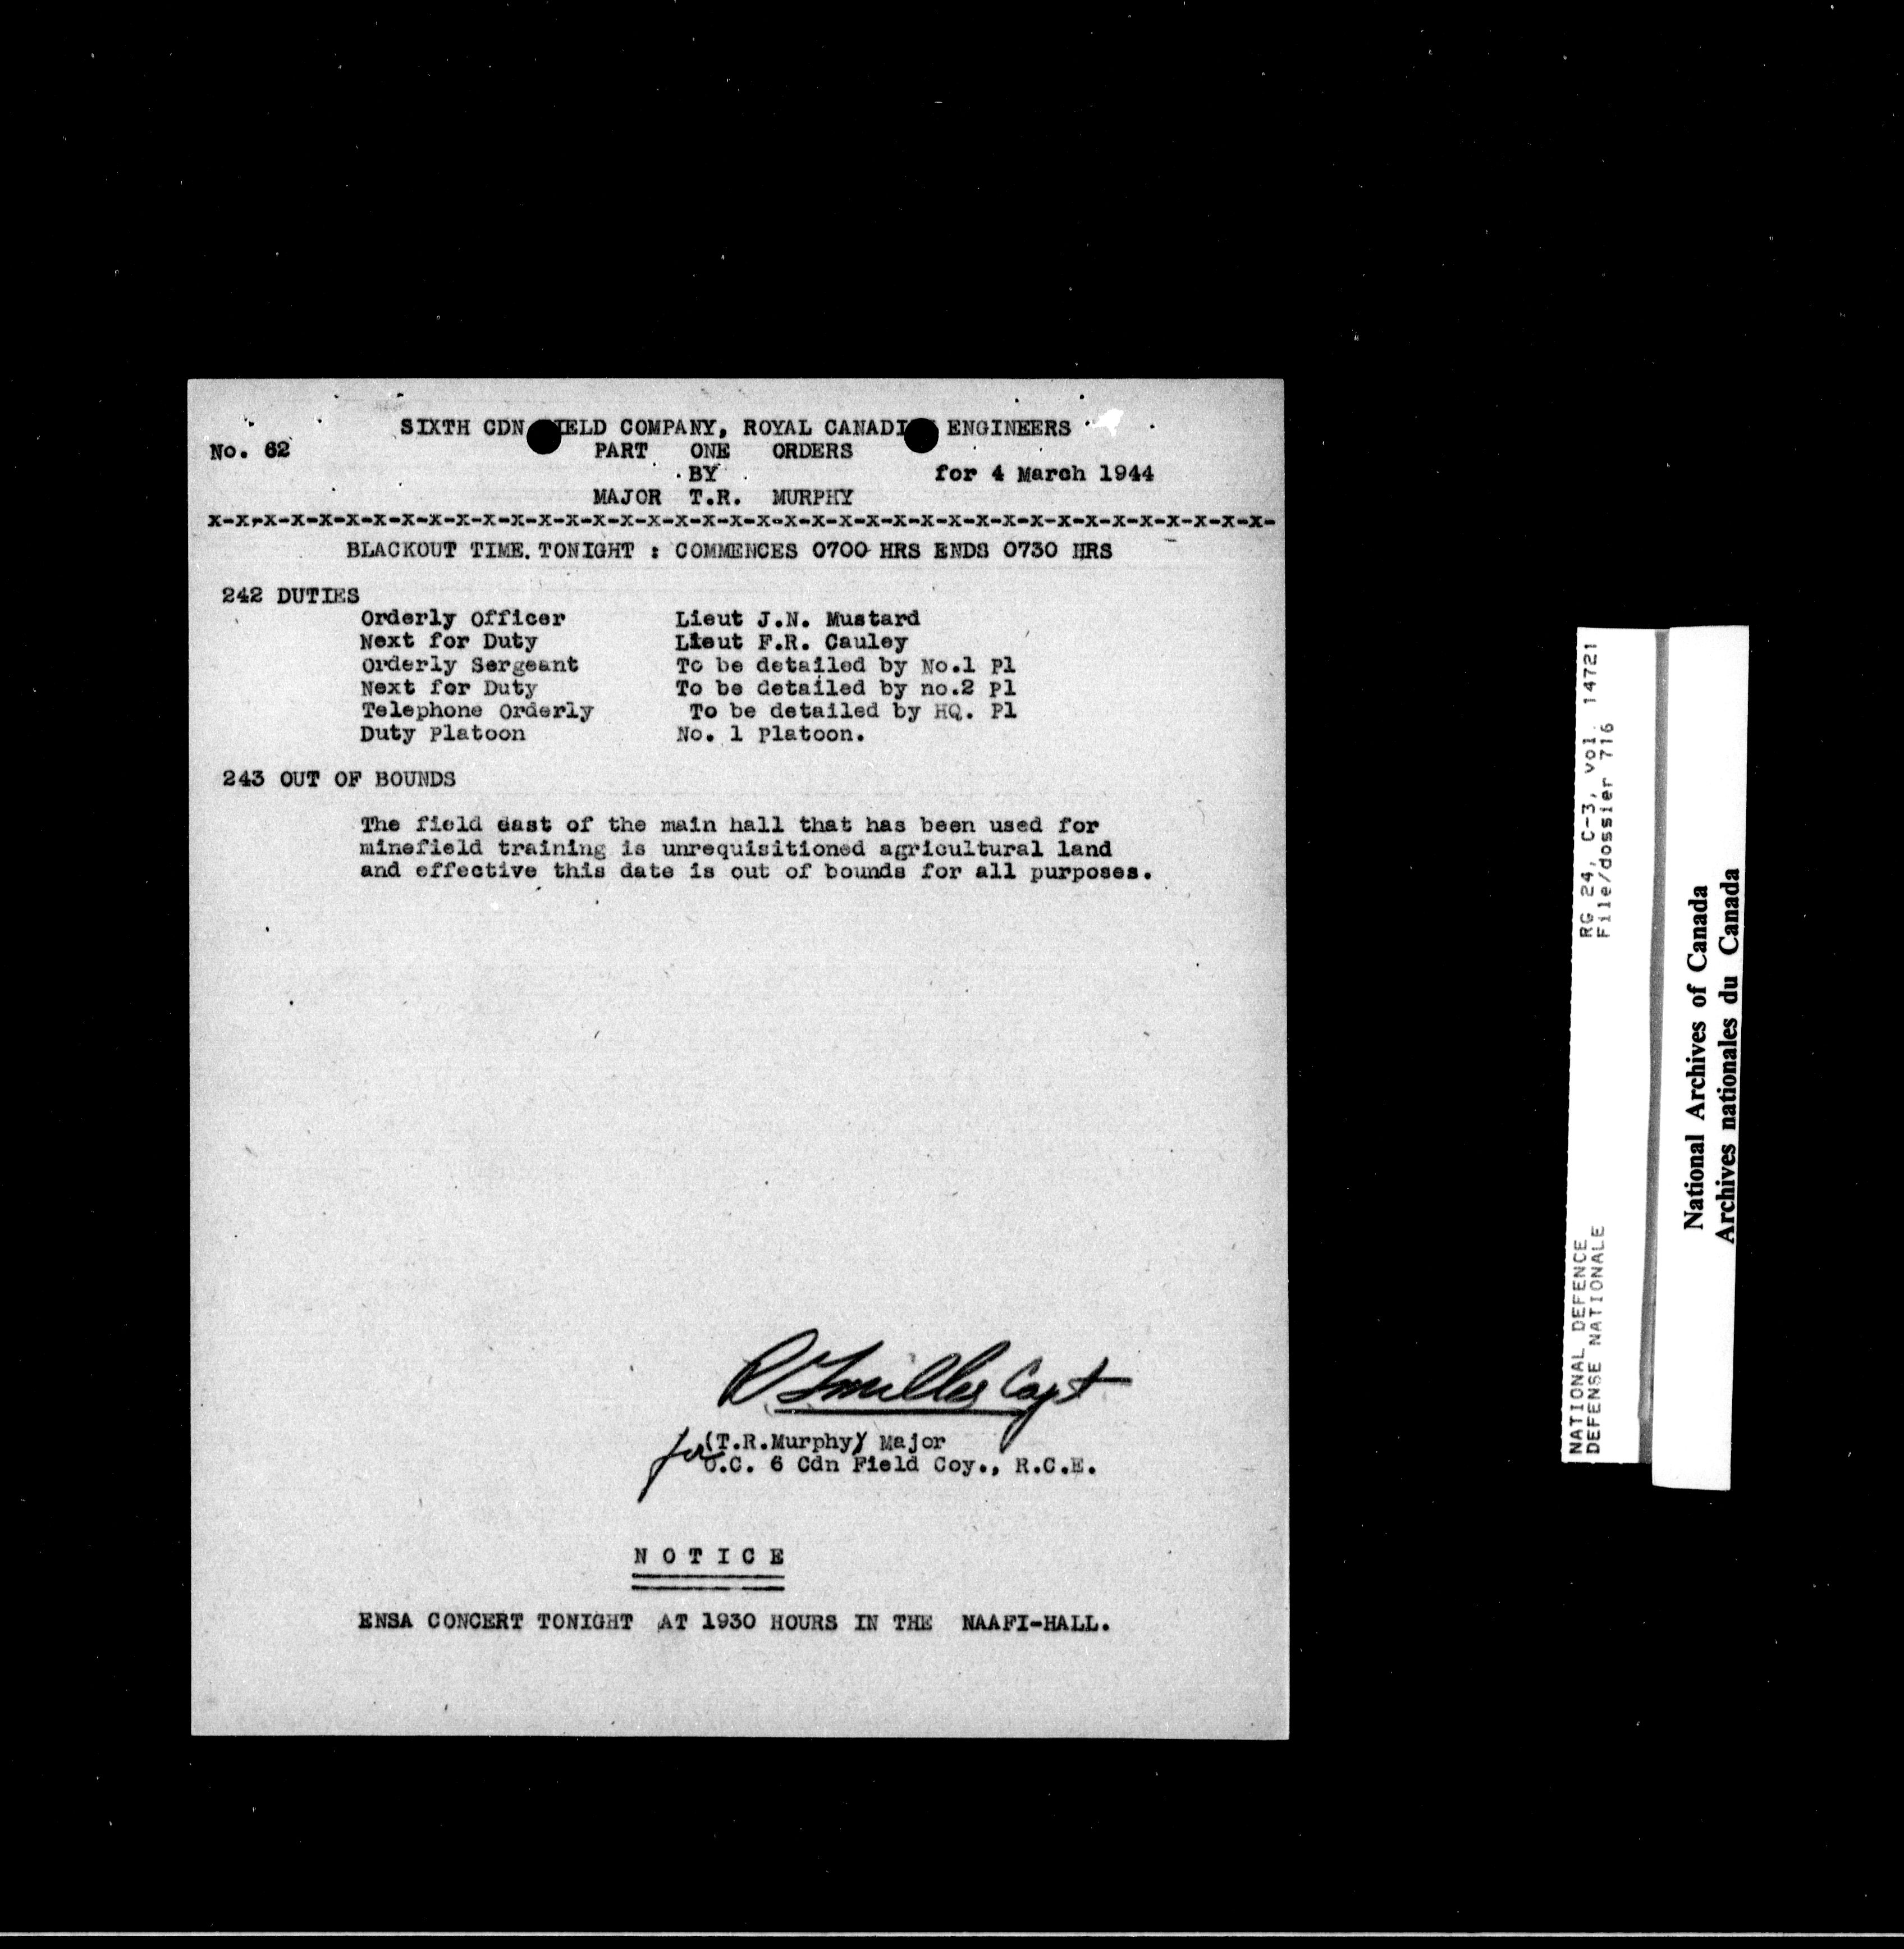 SIXTH CDN FIELD COMPANY, ROYAL CANADI ENGINEERS
No. 62 PART ONE ORDERS
BY for 4 March 1944
MAJOR T.R. MURPHY
x-x-x-x-x-x-x-x-x-x-x-x-x-x-x-x-x-x-x-x-x-x-x-x-x-x-x-x-x-x-x-x-x-x-x-x-x-x-x-
BLACKOUT TIME. TONIGHT : COMMENCES 0700 HRS ENDS 0730 HRS
242 DUTIES
Orderly Officer Lieut J.N. Mustard
Next for Duty Lieut F.R. Cauley
Orderly Sergeant To be detailed by No.1 Pl
Next for Duty To be detailed by no.2 Pl
Telephone Orderly To be detailed by HQ. Pl
Duty Platoon No. 1 Platoon.
243 OUT OF BOUNDS
The field east of the main hall that has been used for
minefield training is unrequisitioned agricultural land
and effective this date is out of bounds for all purposes.
Miller Capt
for (T.R.Murphy) Major
O.C. 6 Cdn Field Coy., R.C.E.
N O T I C E
ENSA CONCERT TONIGHT AT 1930 HOURS IN THE NAAFI-HALL.
NATIONAL DEFENCE RG 24, C-3, vol. 14721
DEFENSE NATIONALE File/dossier 716
National Archives of Canada
Archives nationales du Canada